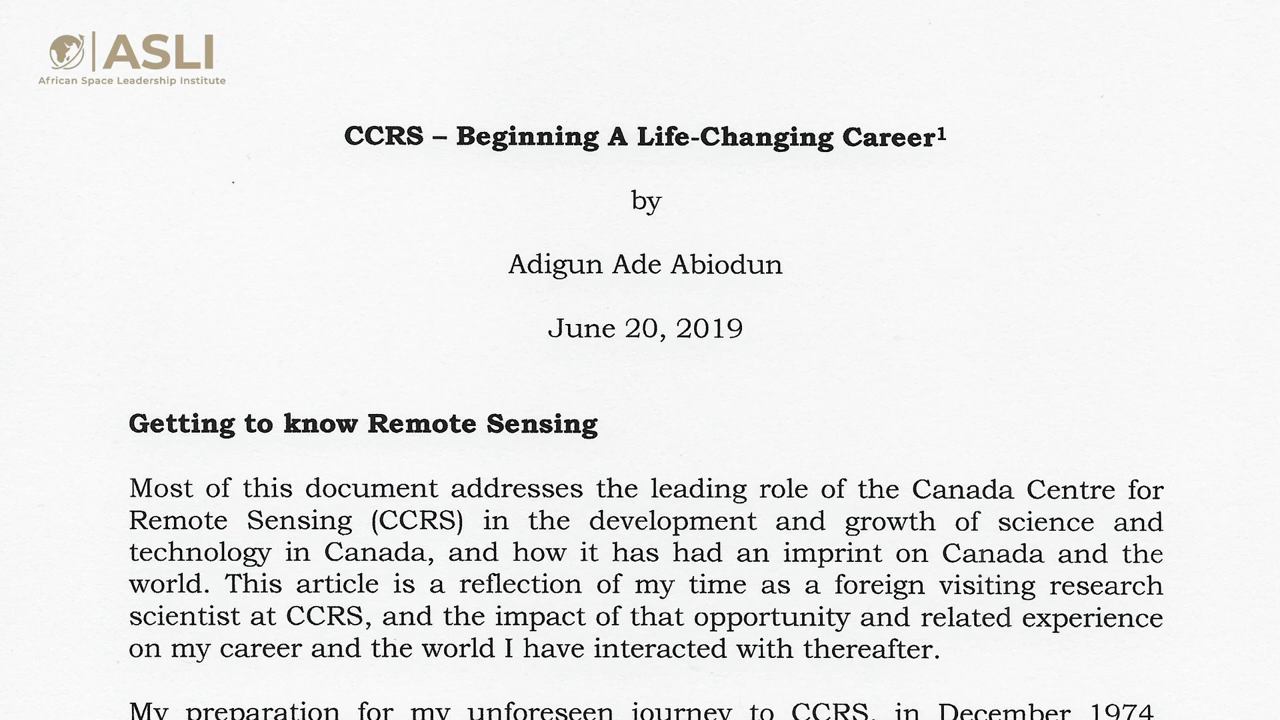 ASLI
African Space Leadership Institute
CCRS – Beginning A Life-Changing Career¹
by
Adigun Ade Abiodun
June 20, 2019
Getting to know Remote Sensing
Most of this document addresses the leading role of the Canada Centre for
Remote Sensing (CCRS) in the development and growth of science and
technology in Canada, and how it has had an imprint on Canada and the
world. This article is a reflection of my time as a foreign visiting research
scientist at CCRS, and the impact of that opportunity and related experience
on my career and the world I have interacted with thereafter.
My preparation for my unforeseen journey to CCRS, in December 1974,